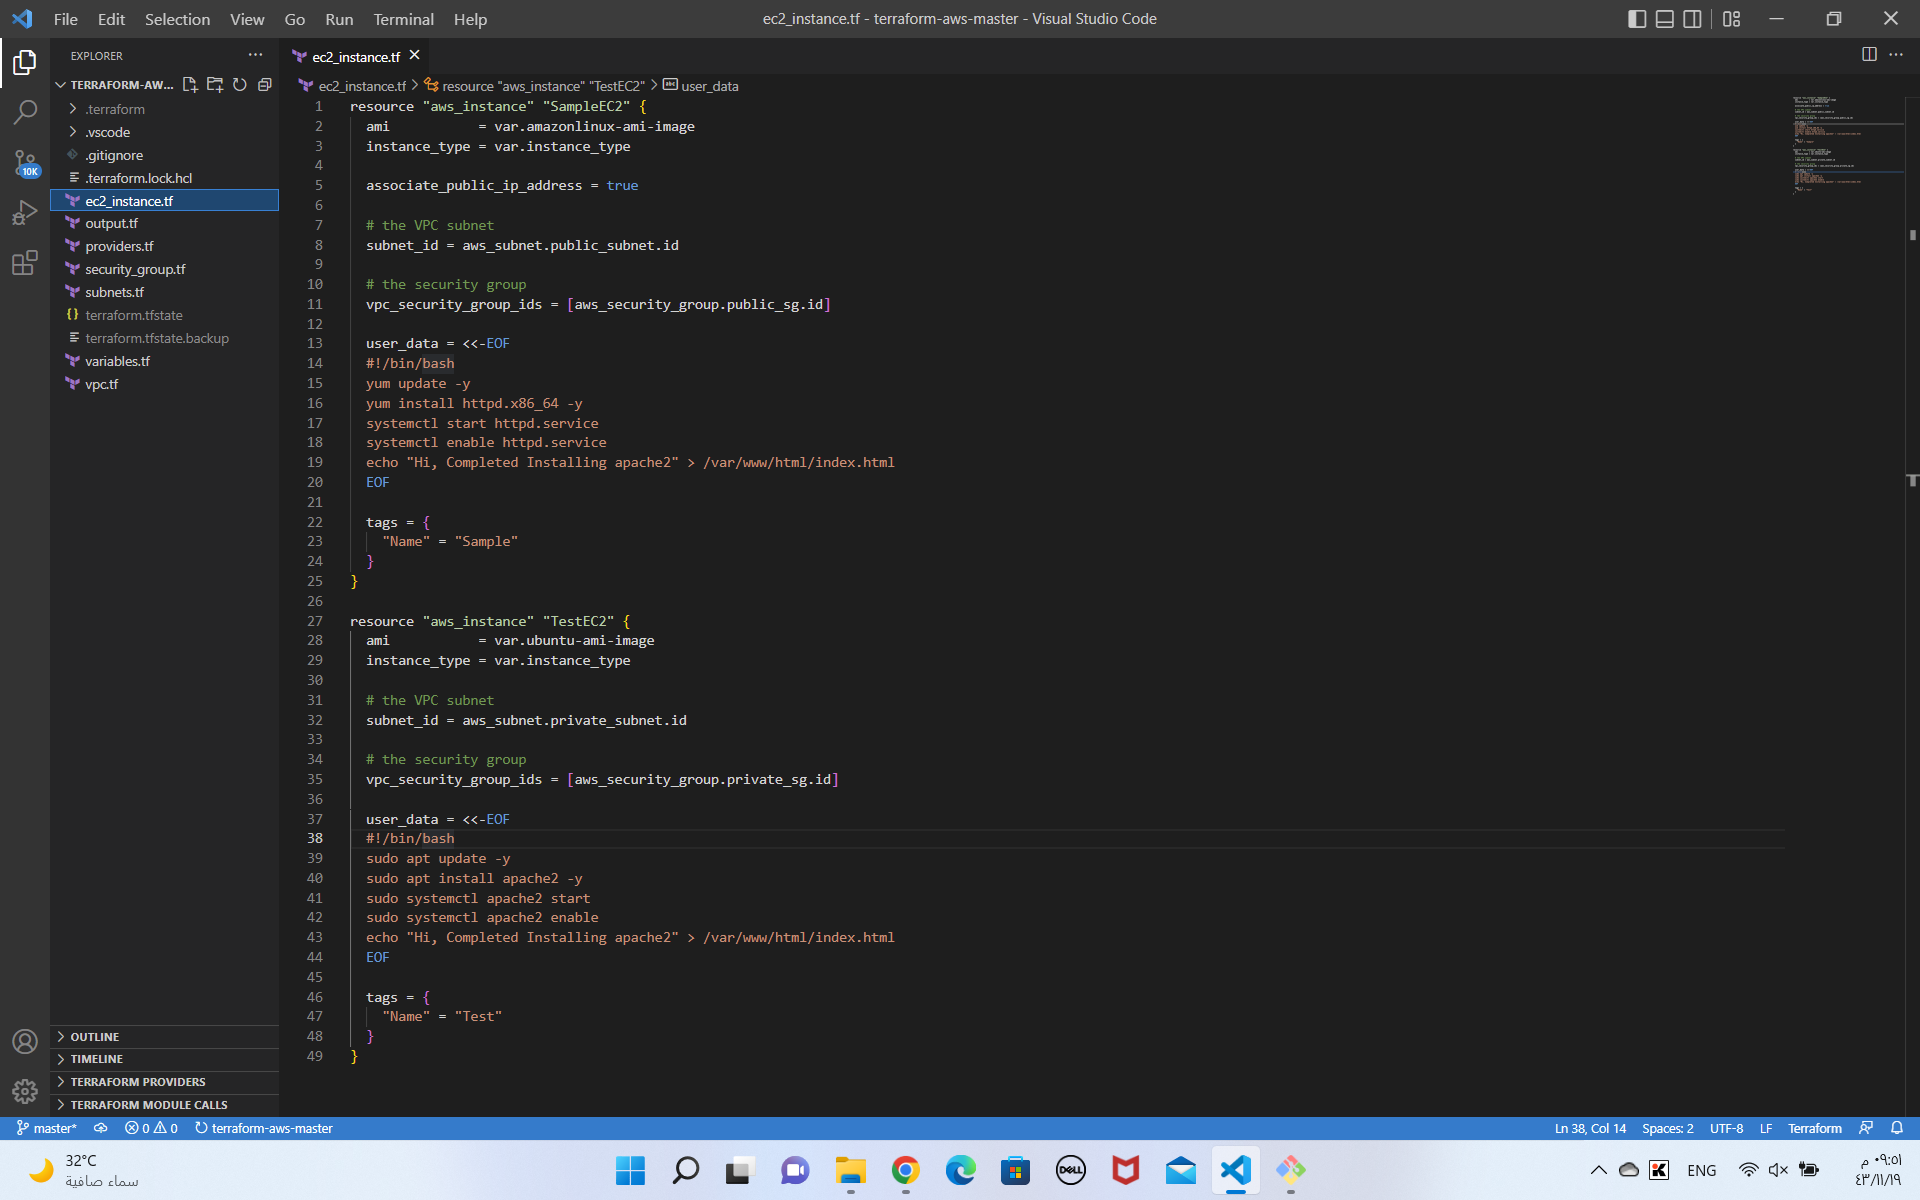 File Edit Selection View Go Run Terminal Help
ec2_instance.tf - terraform-aws-master - Visual Studio Code
EXPLORER
TERRAFORM-AW...
.terraform
.vscode
.gitignore
.terraform.lock.hcl
ec2_instance.tf
output.tf
providers.tf
security_group.tf
subnets.tf
terraform.tfstate
terraform.tfstate.backup
variables.tf
vpc.tf
OUTLINE
TIMELINE
TERRAFORM PROVIDERS
TERRAFORM MODULE CALLS
10K
ec2_instance.tf
ec2_instance.tf > resource "aws_instance" "TestEC2" > user_data
1 resource "aws_instance" "SampleEC2" {
2 ami           = var.amazonlinux-ami-image
3 instance_type = var.instance_type
4
5 associate_public_ip_address = true
6
7 # the VPC subnet
8 subnet_id = aws_subnet.public_subnet.id
9
10 # the security group
11 vpc_security_group_ids = [aws_security_group.public_sg.id]
12
13 user_data = <<-EOF
14 #!/bin/bash
15 yum update -y
16 yum install httpd.x86_64 -y
17 systemctl start httpd.service
18 systemctl enable httpd.service
19 echo "Hi, Completed Installing apache2" > /var/www/html/index.html
20 EOF
21
22 tags = {
23 "Name" = "Sample"
24 }
25 }
26
27 resource "aws_instance" "TestEC2" {
28 ami           = var.ubuntu-ami-image
29 instance_type = var.instance_type
30
31 # the VPC subnet
32 subnet_id = aws_subnet.private_subnet.id
33
34 # the security group
35 vpc_security_group_ids = [aws_security_group.private_sg.id]
36
37 user_data = <<-EOF
38 #!/bin/bash
39 sudo apt update -y
40 sudo apt install apache2 -y
41 sudo systemctl apache2 start
42 sudo systemctl apache2 enable
43 echo "Hi, Completed Installing apache2" > /var/www/html/index.html
44 EOF
45
46 tags = {
47 "Name" = "Test"
48 }
49 }
master* 0 0 terraform-aws-master
Ln 38, Col 14 Spaces: 2 UTF-8 LF Terraform
32°C
سماء صافية
DELL
K
ENG
٠٩:٥١ م
٤٣/١١/١٩